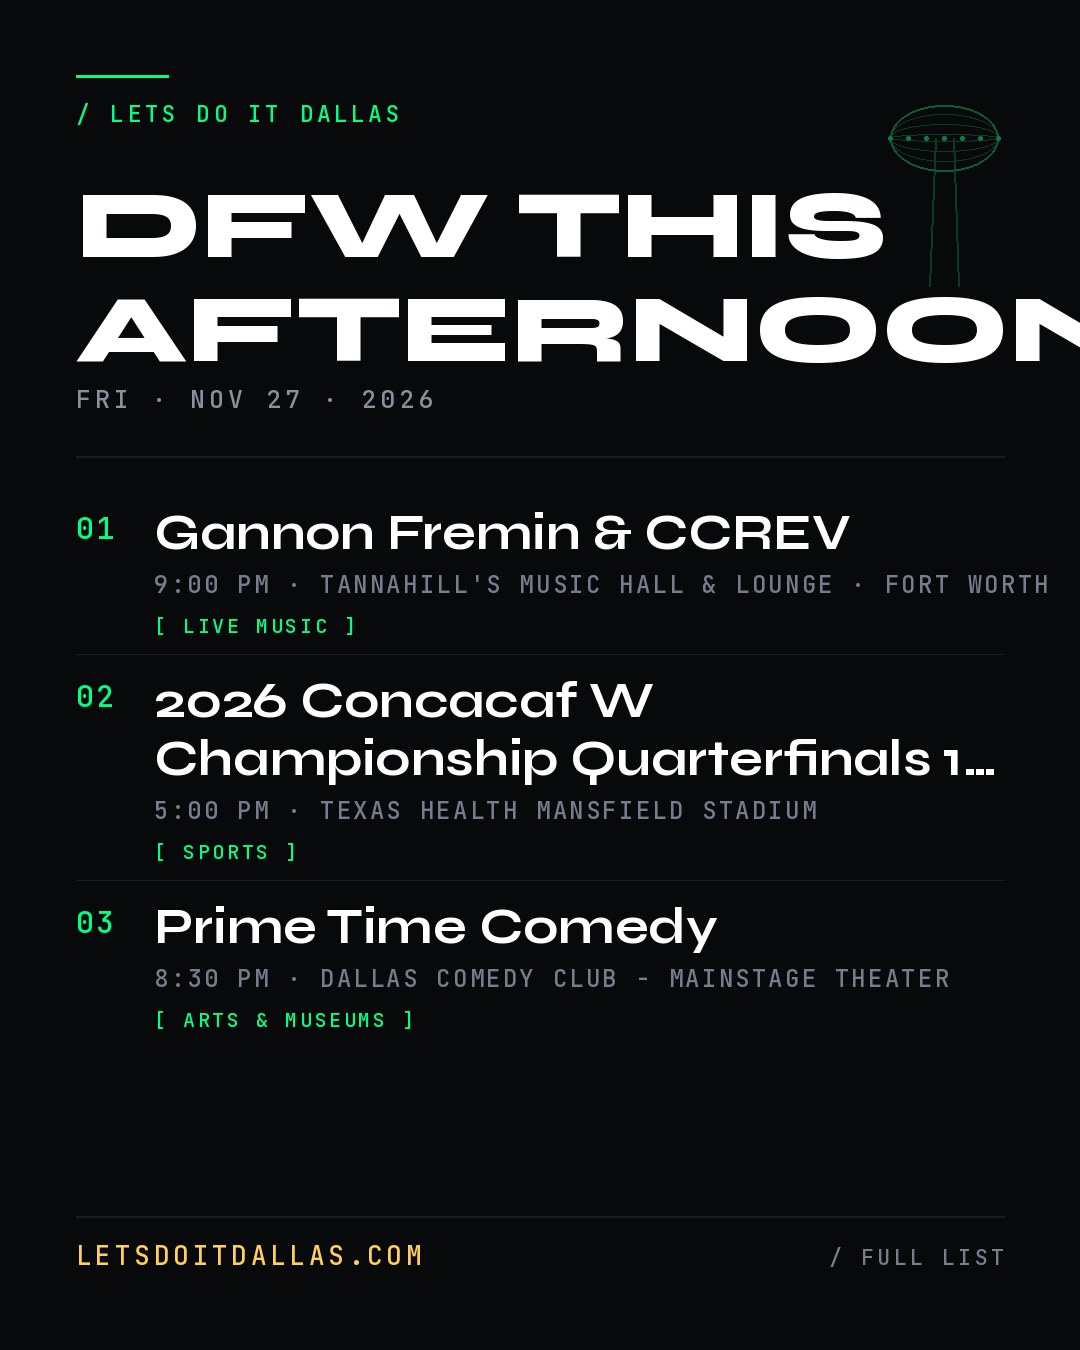 / LETS DO IT DALLAS
DFW THIS
AFTERNOON
FRI · NOV 27 · 2026
01
Gannon Fremin & CCREV
9:00 PM · TANNAHILL'S MUSIC HALL & LOUNGE · FORT WORTH
[ LIVE MUSIC ]
02
2026 Concacaf W
Championship Quarterfinals 1…
5:00 PM · TEXAS HEALTH MANSFIELD STADIUM
[ SPORTS ]
03
Prime Time Comedy
8:30 PM · DALLAS COMEDY CLUB - MAINSTAGE THEATER
[ ARTS & MUSEUMS ]
LETSDOITDALLAS.COM
/ FULL LIST